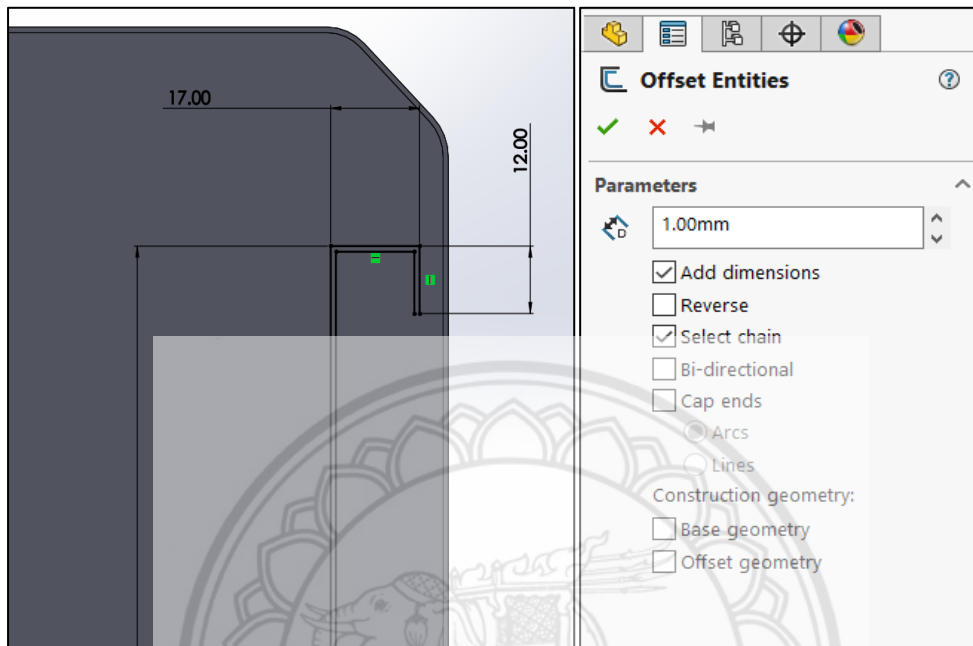 17.00
12.00
Offset Entities
Parameters
1.00mm
Add dimensions
Reverse
Select chain
Bi-directional
Cap ends
Arcs
Lines
Construction geometry:
Base geometry
Offset geometry